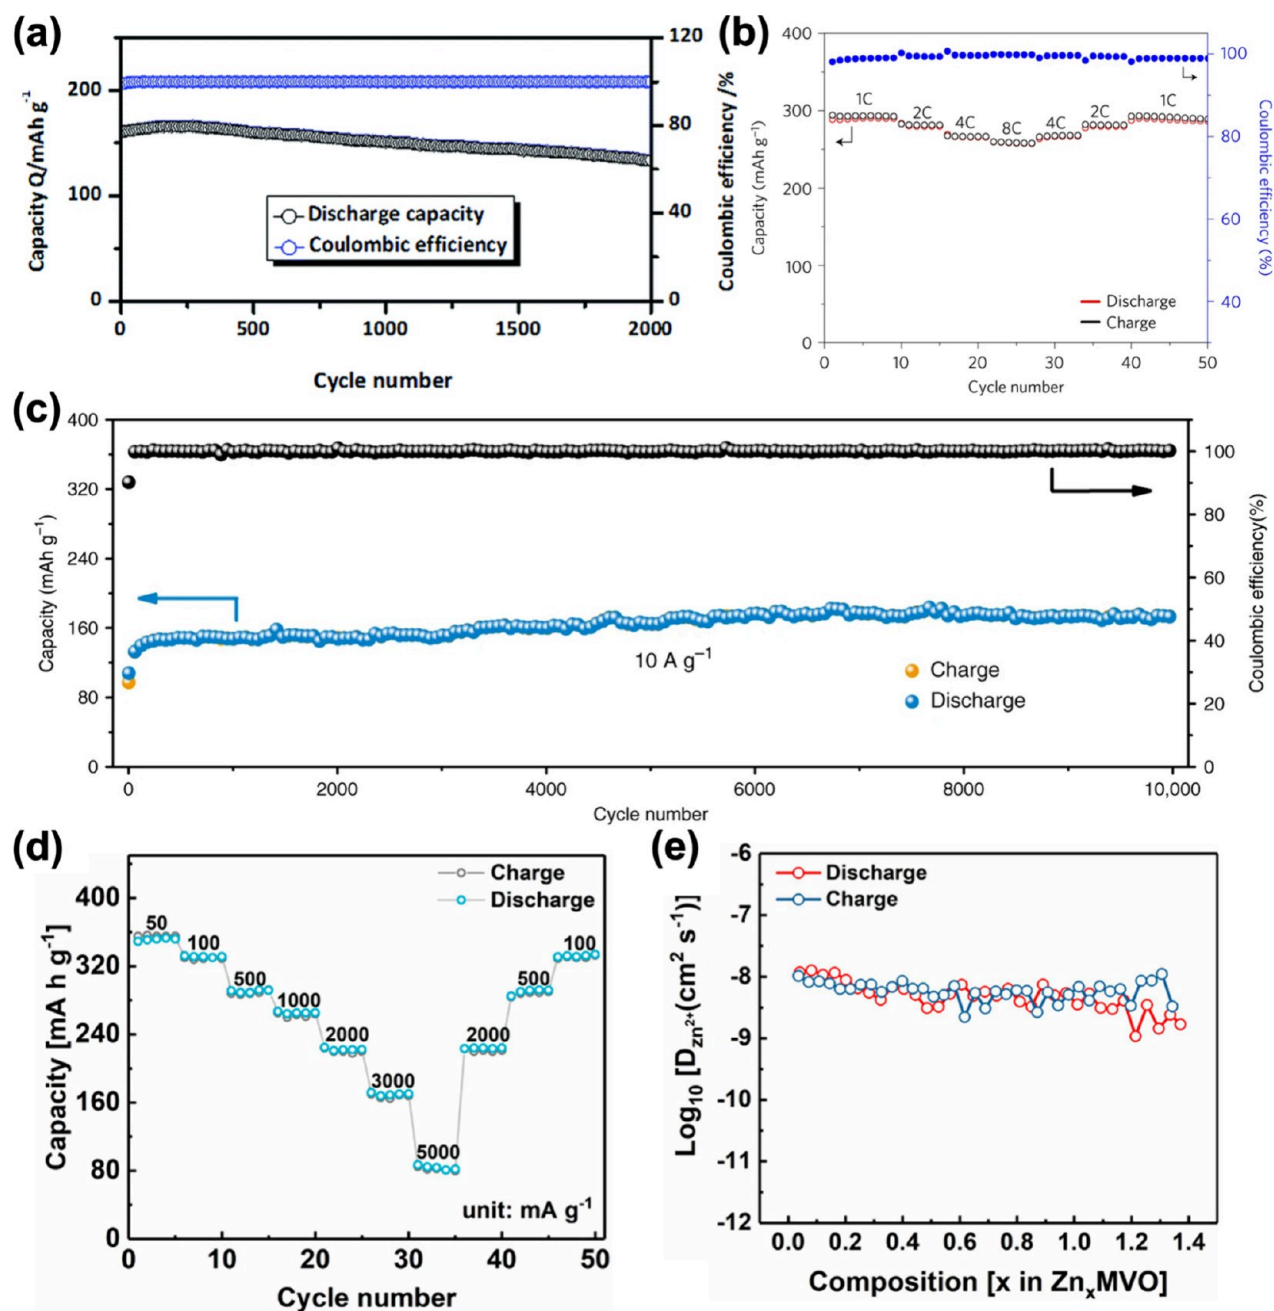 (a)
120
80
40
0
200
100
0
Capacity Q/mAh g⁻¹
Coulombic efficiency /%
Discharge capacity
Coulombic efficiency
0 500 1000 1500 2000
Cycle number
(b)
400
300
200
100
0
100
80
60
40
Capacity (mAh g⁻¹)
Coulombic efficiency (%)
1C 2C 4C 8C 4C 2C 1C
Discharge
Charge
0 10 20 30 40 50
Cycle number
(c)
400
320
240
160
80
0
100
80
60
40
20
0
Capacity (mAh g⁻¹)
Coulombic efficiency(%)
10 A g⁻¹
Charge
Discharge
0 2000 4000 6000 8000 10,000
Cycle number
(d)
400
320
240
160
80
0
Capacity [mA h g⁻¹]
Charge
Discharge
50 100 500 1000 2000 3000 5000 2000 500 100
unit: mA g⁻¹
0 10 20 30 40 50
Cycle number
(e)
-6
-7
-8
-9
-10
-11
-12
Log₁₀ [D_zn²⁺(cm² s⁻¹)]
Discharge
Charge
0.0 0.2 0.4 0.6 0.8 1.0 1.2 1.4
Composition [x in ZnₓMVO]